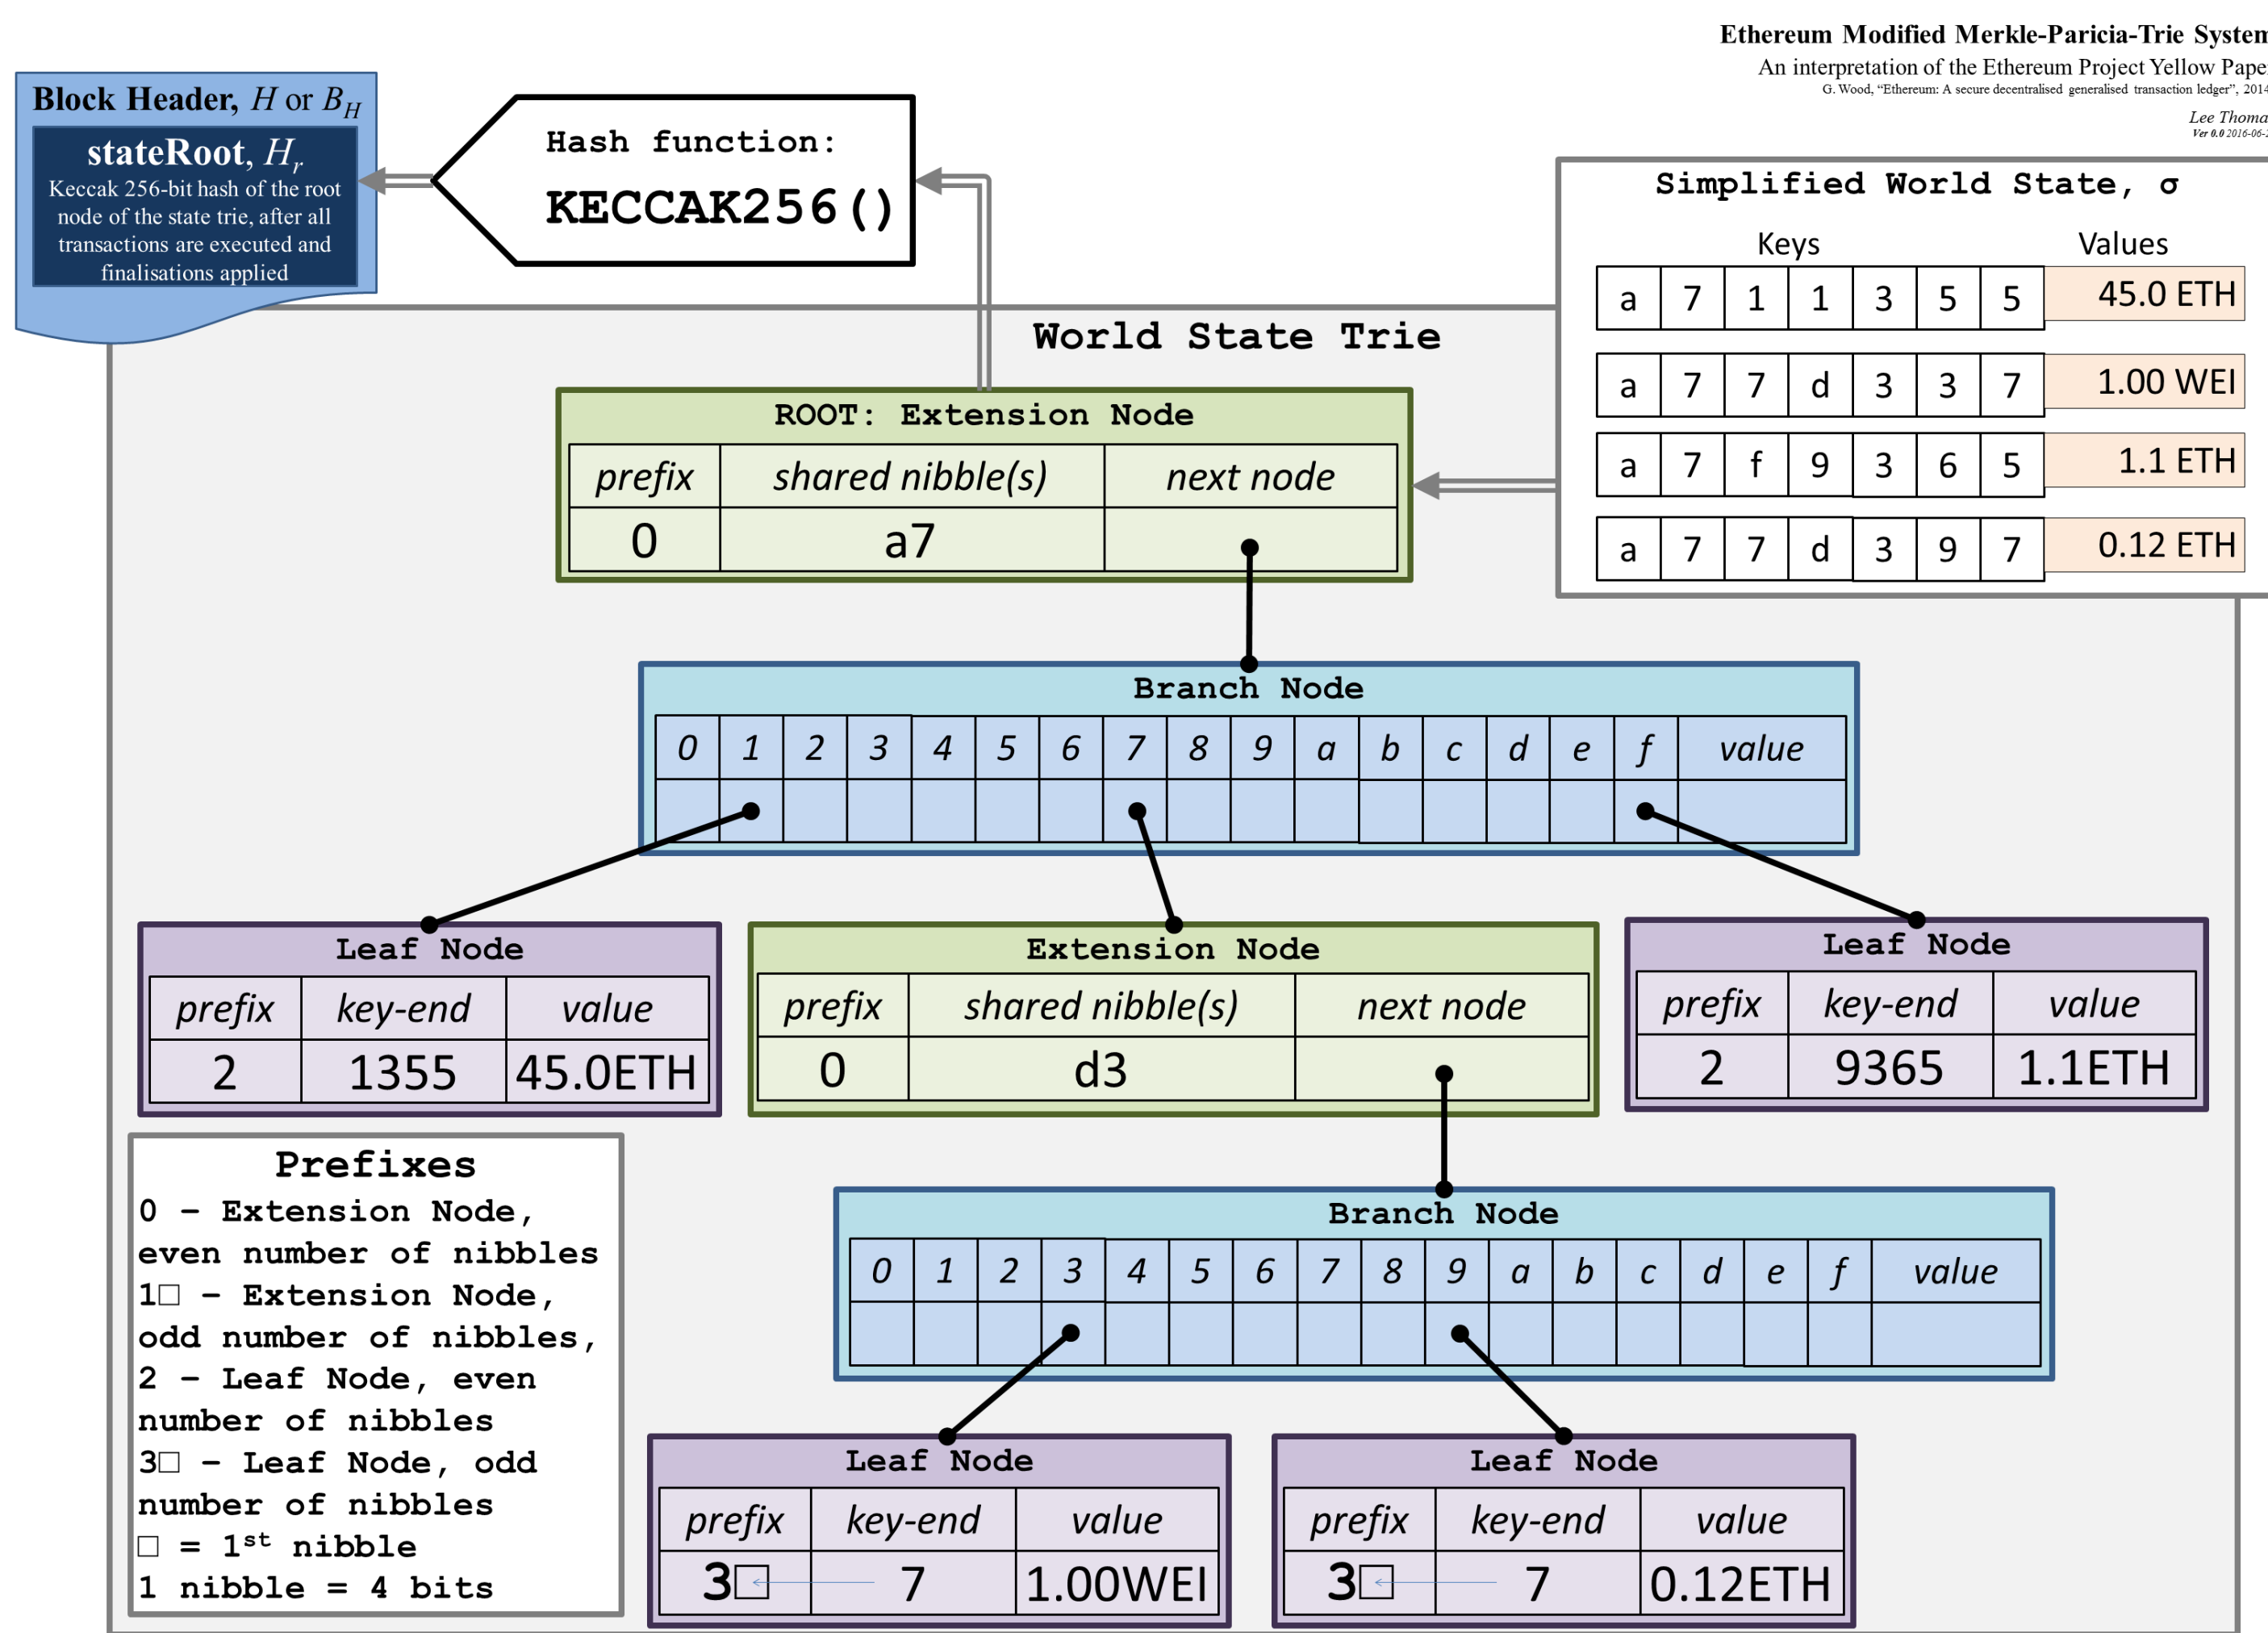 Ethereum Modified Merkle-Paricia-Trie System
An interpretation of the Ethereum Project Yellow Paper
G. Wood, “Ethereum: A secure decentralised generalised transaction ledger”, 2014
Lee Thomas
Ver 0.0 2016-06-
Block Header, H or B_H
stateRoot, H_r
Keccak 256-bit hash of the root
node of the state trie, after all
transactions are executed and
finalisations applied
Hash function:
KECCAK256()
Simplified World State, σ
Keys Values
a 7 1 1 3 5 5 45.0 ETH
a 7 7 d 3 3 7 1.00 WEI
a 7 f 9 3 6 5 1.1 ETH
a 7 7 d 3 9 7 0.12 ETH
World State Trie
ROOT: Extension Node
prefix shared nibble(s) next node
0 a7
Branch Node
0 1 2 3 4 5 6 7 8 9 a b c d e f value
Leaf Node
prefix key-end value
2 1355 45.0ETH
Extension Node
prefix shared nibble(s) next node
0 d3
Leaf Node
prefix key-end value
2 9365 1.1ETH
Prefixes
0 – Extension Node,
even number of nibbles
1□ – Extension Node,
odd number of nibbles,
2 – Leaf Node, even
number of nibbles
3□ – Leaf Node, odd
number of nibbles
□ = 1st nibble
1 nibble = 4 bits
Branch Node
0 1 2 3 4 5 6 7 8 9 a b c d e f value
Leaf Node
prefix key-end value
3□ 7 1.00WEI
Leaf Node
prefix key-end value
3□ 7 0.12ETH